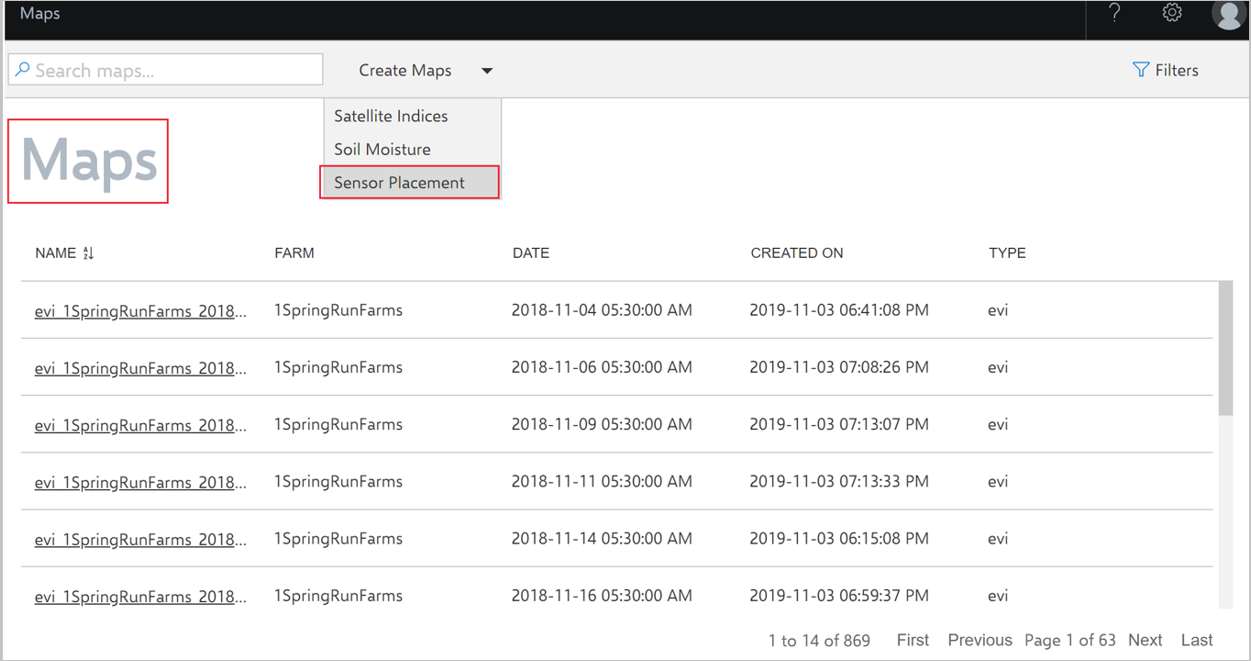 Maps
?
Search maps...
Create Maps
Filters
Satellite Indices
Soil Moisture
Sensor Placement
Maps
NAME FARM DATE CREATED ON TYPE
evi_1SpringRunFarms_2018... 1SpringRunFarms 2018-11-04 05:30:00 AM 2019-11-03 06:41:08 PM evi
evi_1SpringRunFarms_2018... 1SpringRunFarms 2018-11-06 05:30:00 AM 2019-11-03 07:08:26 PM evi
evi_1SpringRunFarms_2018... 1SpringRunFarms 2018-11-09 05:30:00 AM 2019-11-03 07:13:07 PM evi
evi_1SpringRunFarms_2018... 1SpringRunFarms 2018-11-11 05:30:00 AM 2019-11-03 07:13:33 PM evi
evi_1SpringRunFarms_2018... 1SpringRunFarms 2018-11-14 05:30:00 AM 2019-11-03 06:15:08 PM evi
evi_1SpringRunFarms_2018... 1SpringRunFarms 2018-11-16 05:30:00 AM 2019-11-03 06:59:37 PM evi
1 to 14 of 869 First Previous Page 1 of 63 Next Last